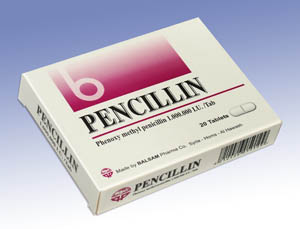 b
PENCILLIN
Phenoxy methyl penicillin 1.000.000 I.U. /Tab
20 Tablets
Made by BALSAM Pharma Co. Syria - Homs - Al Hawash
PENCILLIN